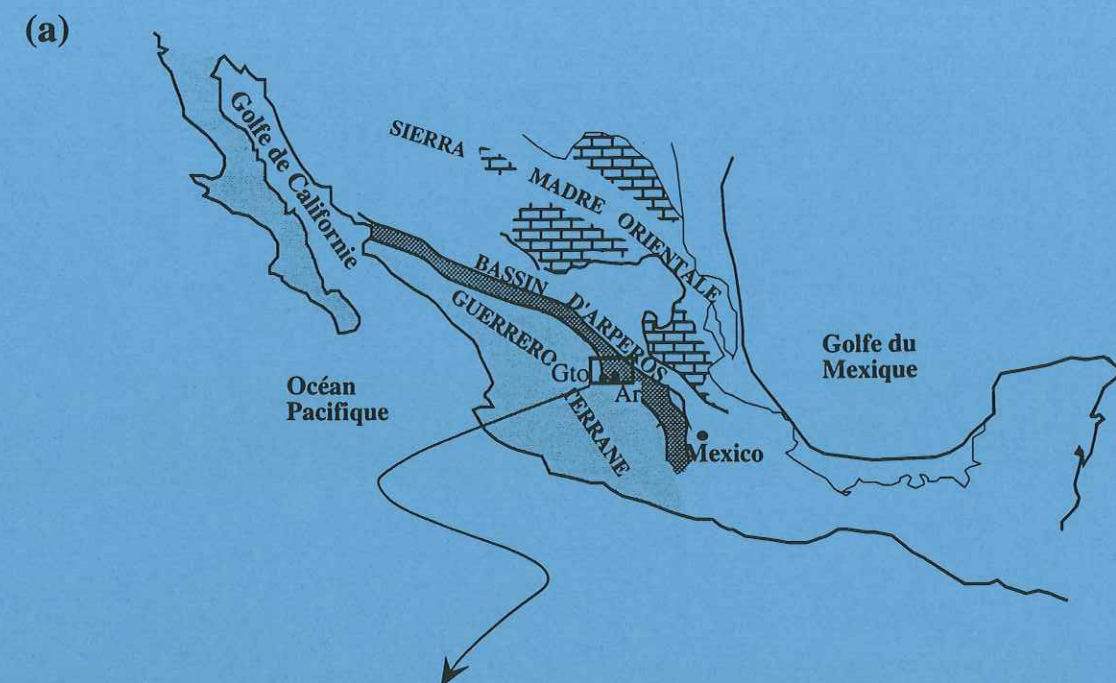 (a)
Golfe de Californie
SIERRA MADRE ORIENTALE
BASSIN D'ARPEROS
GUERRERO TERRANE
Golfe du
Mexique
Gto
Ar
Océan
Pacifique
Mexico